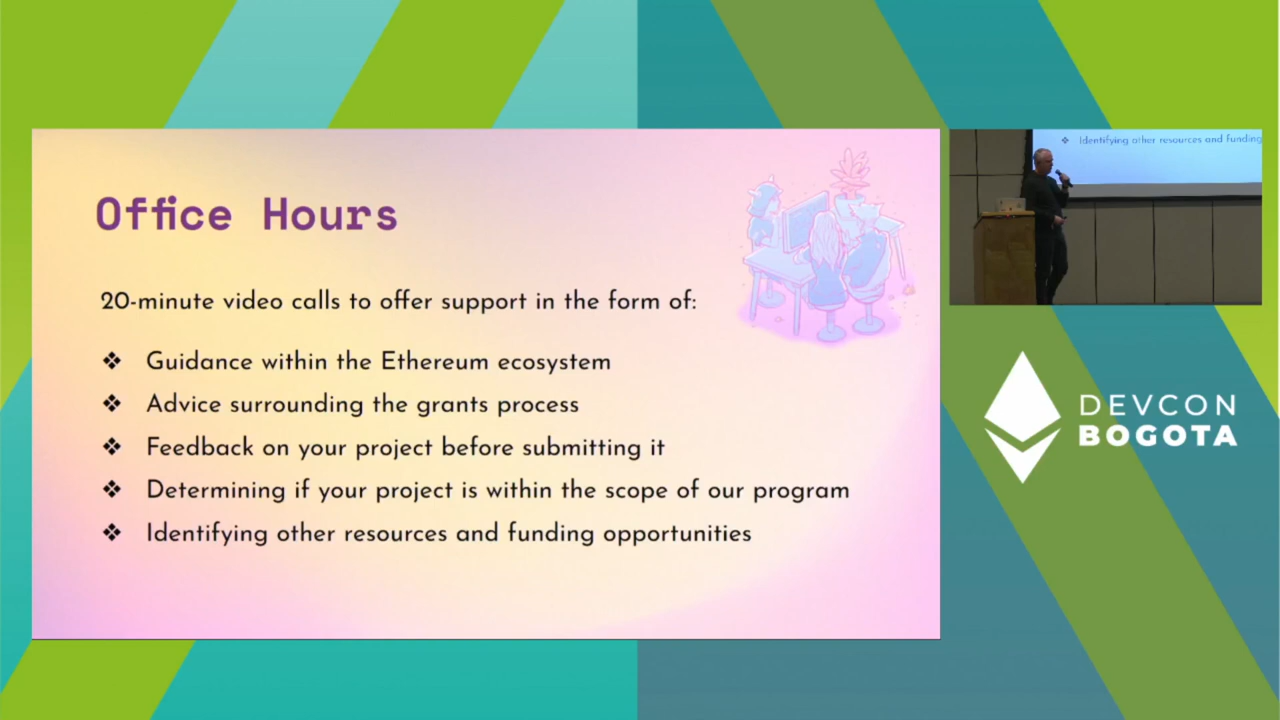 Office Hours
20-minute video calls to offer support in the form of:
❖ Guidance within the Ethereum ecosystem
❖ Advice surrounding the grants process
❖ Feedback on your project before submitting it
❖ Determining if your project is within the scope of our program
❖ Identifying other resources and funding opportunities
❖ Identifying other resources and funding
DEVCON
BOGOTA